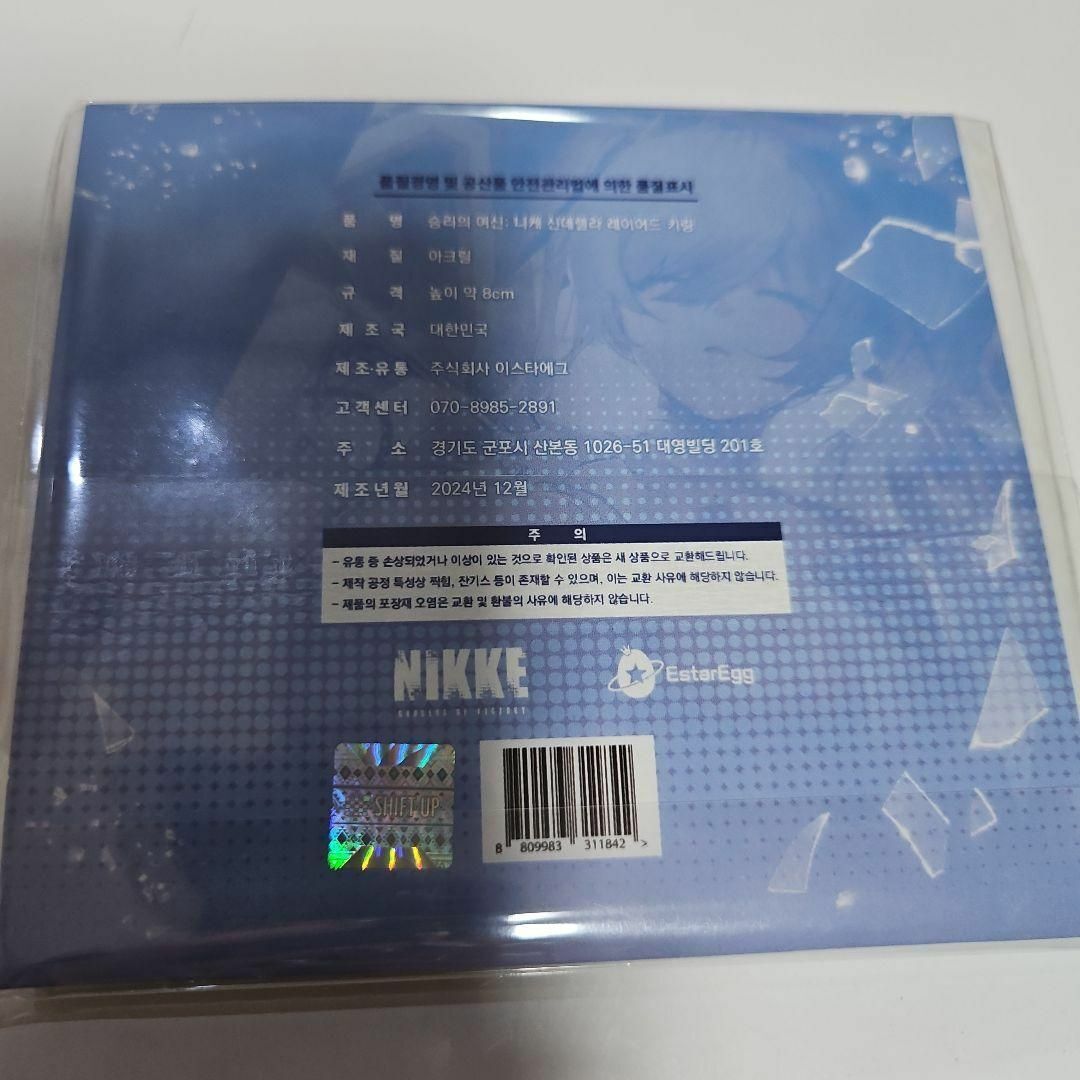 품질경영 및 공산품 안전관리법에 의한 품질표시
품 명 승리의 여신: 니케 신데렐라 레이어드 키링
재 질 아크릴
규 격 높이 약 8cm
제 조 국 대한민국
제조·유통 주식회사 이스타에그
고객센터 070-8985-2891
주 소 경기도 군포시 산본동 1026-51 대영빌딩 201호
제조년월 2024년 12월
주 의
- 유통 중 손상되었거나 이상이 있는 것으로 확인된 상품은 새 상품으로 교환해드립니다.
- 제작 공정 특성상 찍힘, 잔기스 등이 존재할 수 있으며, 이는 교환 사유에 해당하지 않습니다.
- 제품의 포장재 오염은 교환 및 환불의 사유에 해당하지 않습니다.
NIKKE EsterEgg
GODDESS OF VICTORY
SHIFT UP
8 809983 311842 >